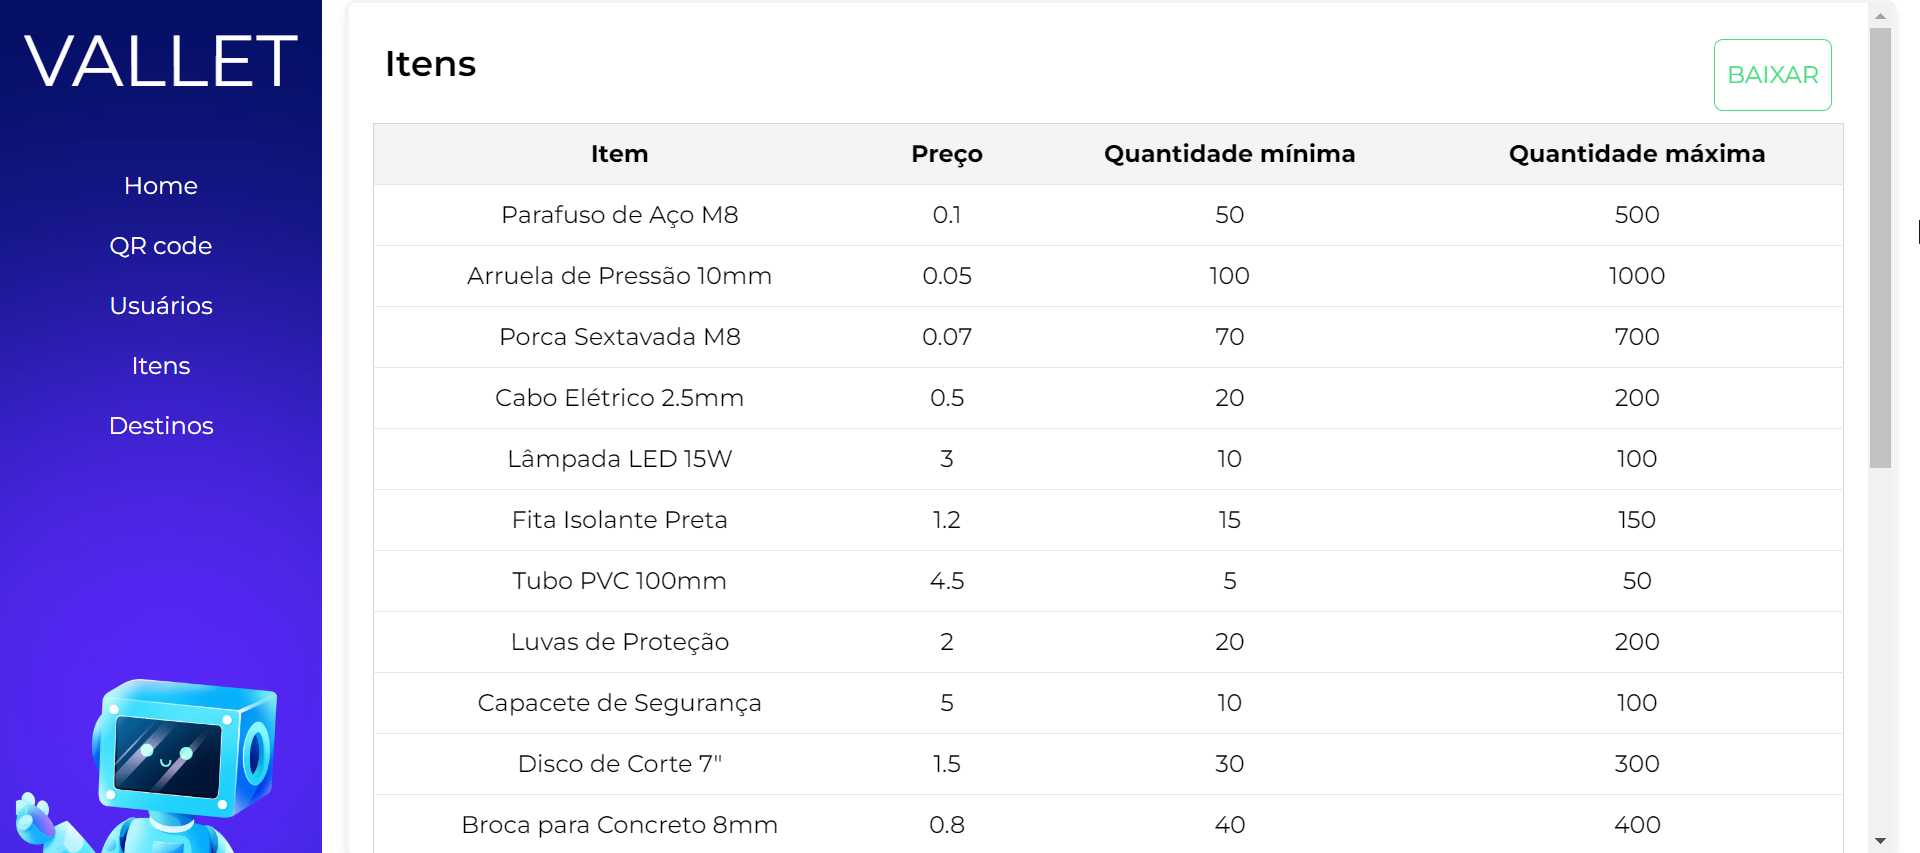 VALLET
Home
QR code
Usuários
Itens
Destinos
Itens
BAIXAR
Item Preço Quantidade mínima Quantidade máxima
Parafuso de Aço M8 0.1 50 500
Arruela de Pressão 10mm 0.05 100 1000
Porca Sextavada M8 0.07 70 700
Cabo Elétrico 2.5mm 0.5 20 200
Lâmpada LED 15W 3 10 100
Fita Isolante Preta 1.2 15 150
Tubo PVC 100mm 4.5 5 50
Luvas de Proteção 2 20 200
Capacete de Segurança 5 10 100
Disco de Corte 7" 1.5 30 300
Broca para Concreto 8mm 0.8 40 400